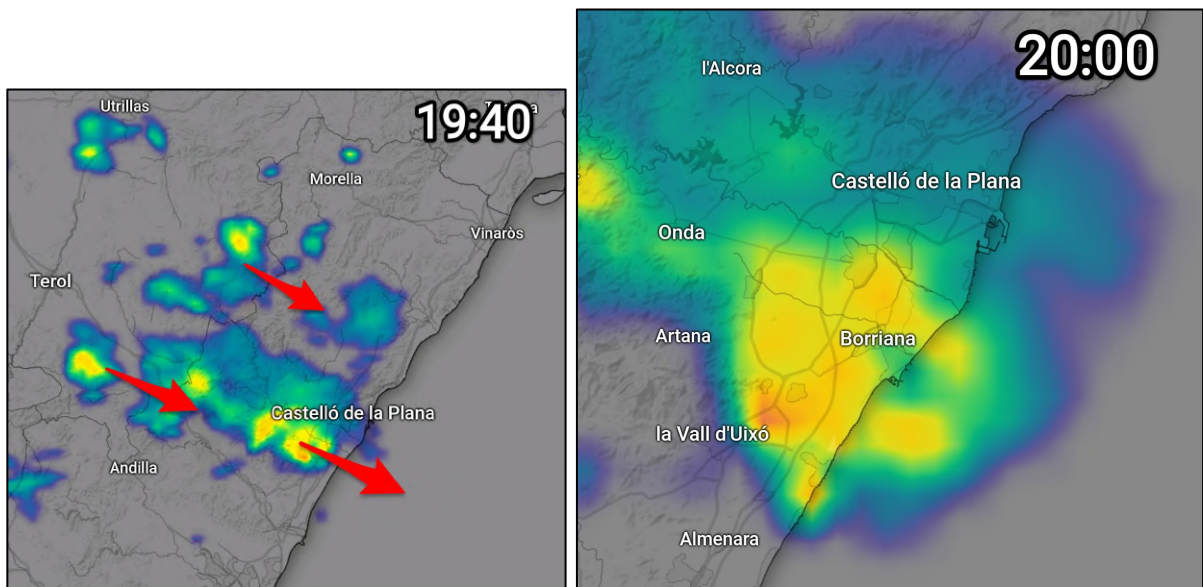 Utrillas
19:40
Morella
Vinaròs
Terol
Castelló de la Plana
Andilla
20:00
l'Alcora
Castelló de la Plana
Onda
Artana
Borriana
la Vall d'Uixó
Almenara